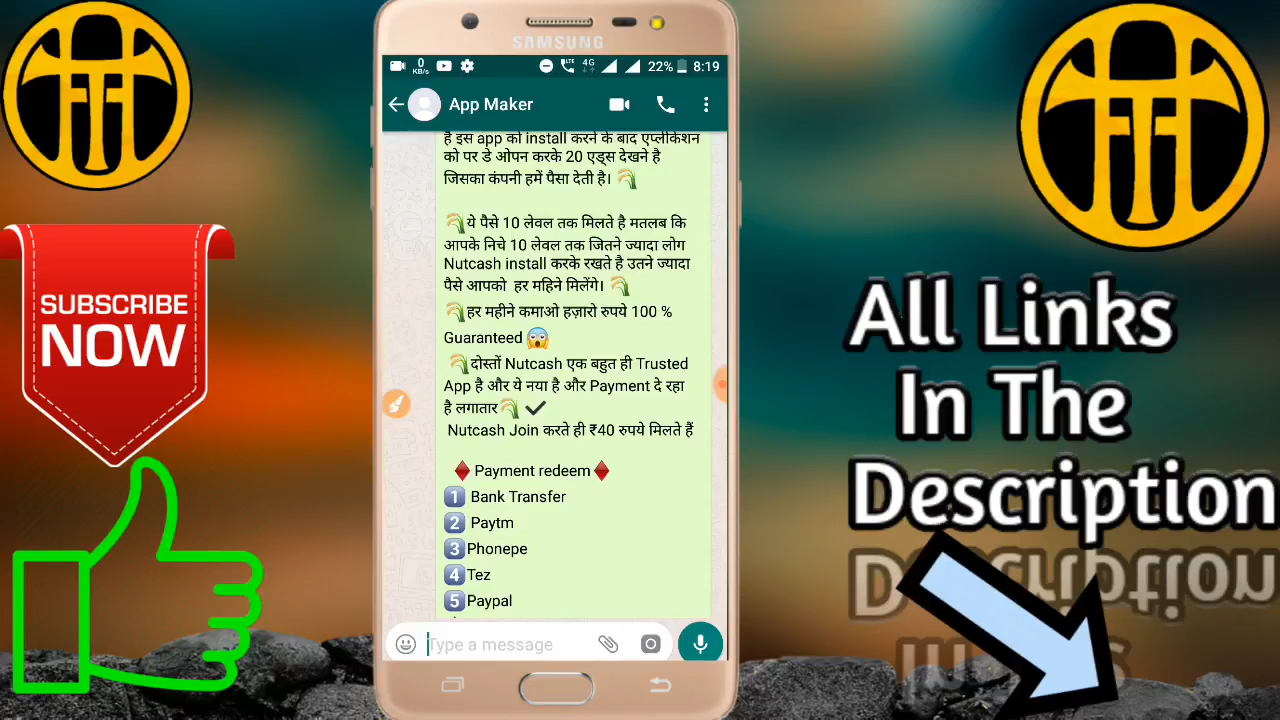 SAMSUNG
0
KB/s
LTE
4G
22%
8:19
App Maker
है इस app को install करने के बाद एप्लीकेशन
को पर डे ओपन करके 20 एड्स देखने है
जिसका कंपनी हमें पैसा देती है। 🌾
🌾ये पैसे 10 लेवल तक मिलते है मतलब कि
आपके निचे 10 लेवल तक जितने ज्यादा लोग
Nutcash install करके रखते है उतने ज्यादा
पैसे आपको हर महिने मिलेंगे। 🌾
🌾हर महीने कमाओ हज़ारो रुपये 100 %
Guaranteed 😱
🌾दोस्तों Nutcash एक बहुत ही Trusted
App है और ये नया है और Payment दे रहा
है लगातार🌾 ✔
Nutcash Join करते ही ₹40 रुपये मिलते हैं
♦Payment redeem♦
1 Bank Transfer
2 Paytm
3 Phonepe
4 Tez
5 Paypal
Type a message
SUBSCRIBE
NOW
All Links
In The
Description